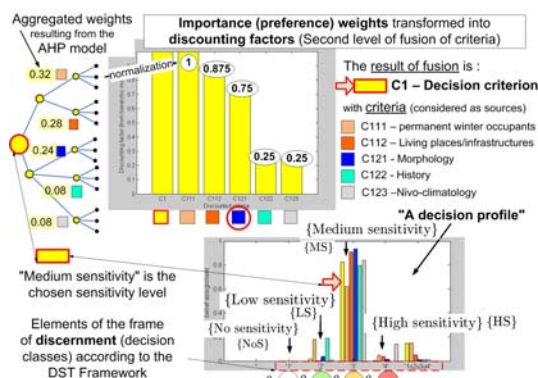 Aggregated weights
resulting from the
AHP model
Importance (preference) weights transformed into
discounting factors (Second level of fusion of criteria)
0.32
normalization
1
0.875
0.75
0.25
0.25
0.28
0.24
0.08
0.08
C1
C111
C112
C121
C122
C123
The result of fusion is :
C1 – Decision criterion
with criteria (considered as sources)
C111 – permanent winter occupants
C112 – Living places/infrastructures
C121 - Morphology
C122 - History
C123 -Nivo-climatology
"A decision profile"
"Medium sensitivity" is the
chosen sensitivity level
{Medium sensitivity}
{MS}
{Low sensitivity}
{LS}
{No sensitivity}
{NoS}
{High sensitivity} {HS}
Elements of the frame
of discernment (decision
classes) according to the
DST Framework